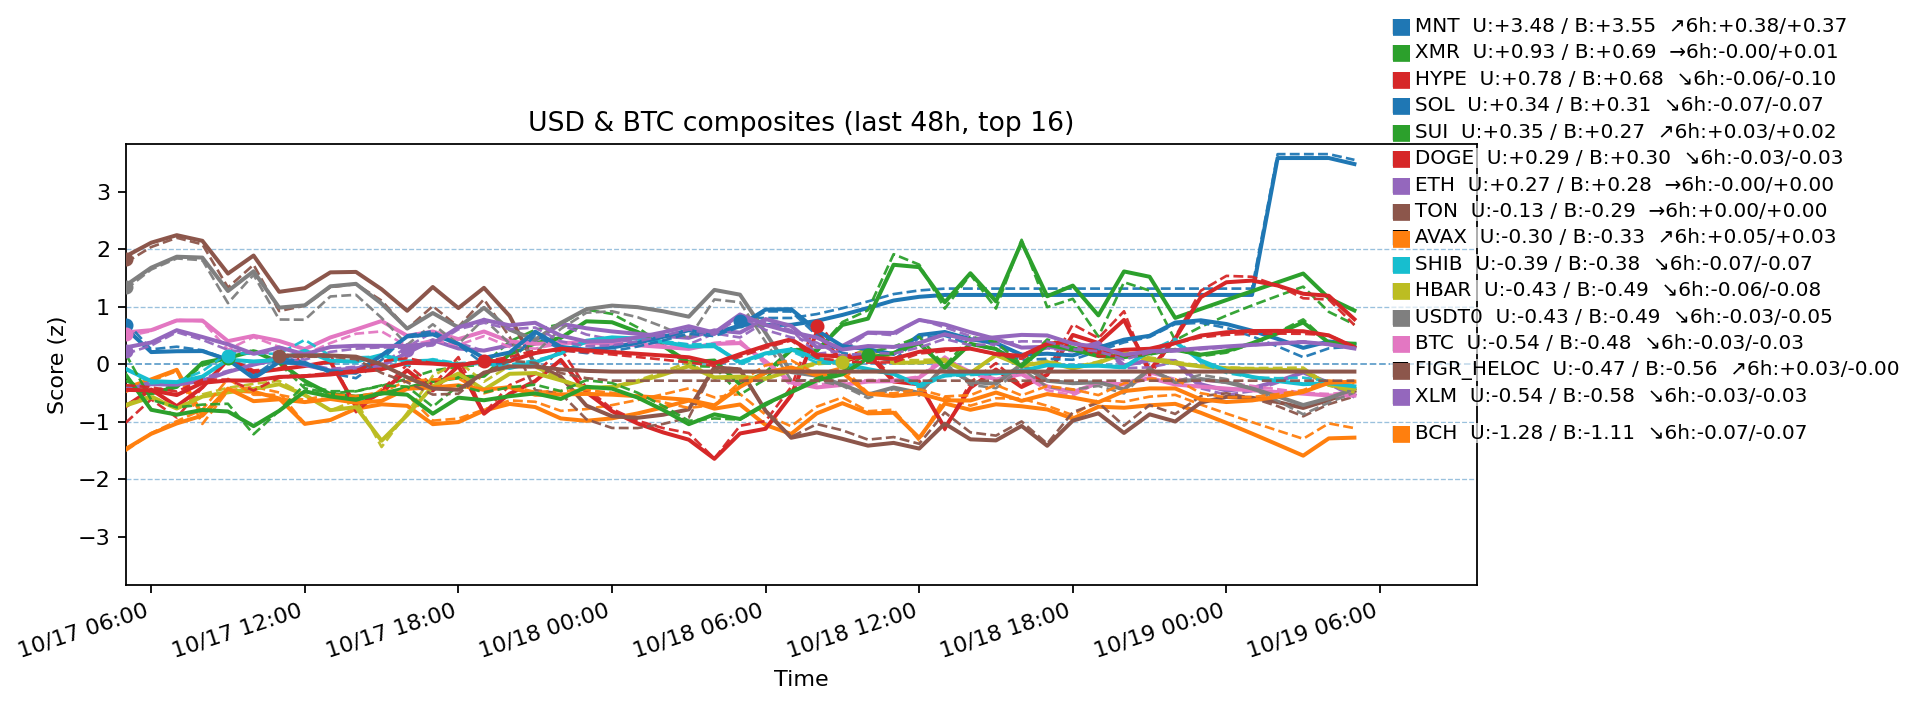 USD & BTC composites (last 48h, top 16)
MNT  U:+3.48 / B:+3.55  ↗6h:+0.38/+0.37
XMR  U:+0.93 / B:+0.69  →6h:-0.00/+0.01
HYPE  U:+0.78 / B:+0.68  ↘6h:-0.06/-0.10
SOL  U:+0.34 / B:+0.31  ↘6h:-0.07/-0.07
SUI  U:+0.35 / B:+0.27  ↗6h:+0.03/+0.02
DOGE  U:+0.29 / B:+0.30  ↘6h:-0.03/-0.03
ETH  U:+0.27 / B:+0.28  →6h:-0.00/+0.00
TON  U:-0.13 / B:-0.29  →6h:+0.00/+0.00
AVAX  U:-0.30 / B:-0.33  ↗6h:+0.05/+0.03
SHIB  U:-0.39 / B:-0.38  ↘6h:-0.07/-0.07
HBAR  U:-0.43 / B:-0.49  ↘6h:-0.06/-0.08
USDT0  U:-0.43 / B:-0.49  ↘6h:-0.03/-0.05
BTC  U:-0.54 / B:-0.48  ↘6h:-0.03/-0.03
FIGR_HELOC  U:-0.47 / B:-0.56  ↗6h:+0.03/-0.00
XLM  U:-0.54 / B:-0.58  ↘6h:-0.03/-0.03
BCH  U:-1.28 / B:-1.11  ↘6h:-0.07/-0.07
Score (z)
3
2
1
0
−1
−2
−3
10/17 06:00
10/17 12:00
10/17 18:00
10/18 00:00
10/18 06:00
10/18 12:00
10/18 18:00
10/19 00:00
10/19 06:00
Time